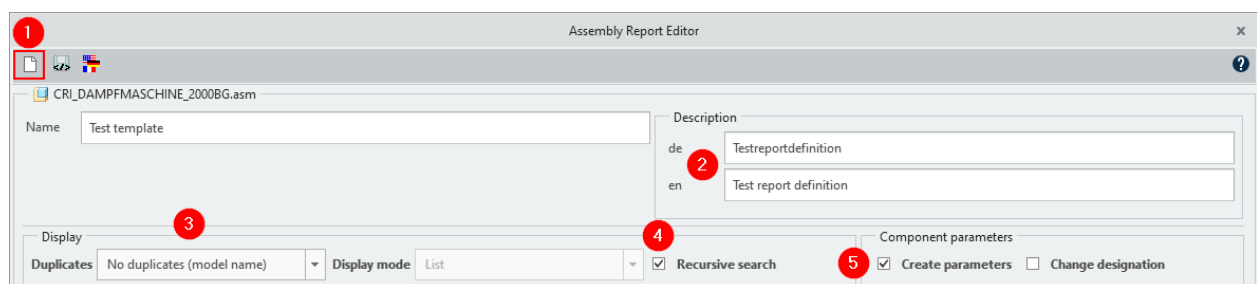 1
Assembly Report Editor
x
</>
?
CRI_DAMPFMASCHINE_2000BG.asm
Name Test template
Description
de Testreportdefinition
2
en Test report definition
3
4
Display
Component parameters
Duplicates No duplicates (model name) Display mode List Recursive search 5 Create parameters Change designation